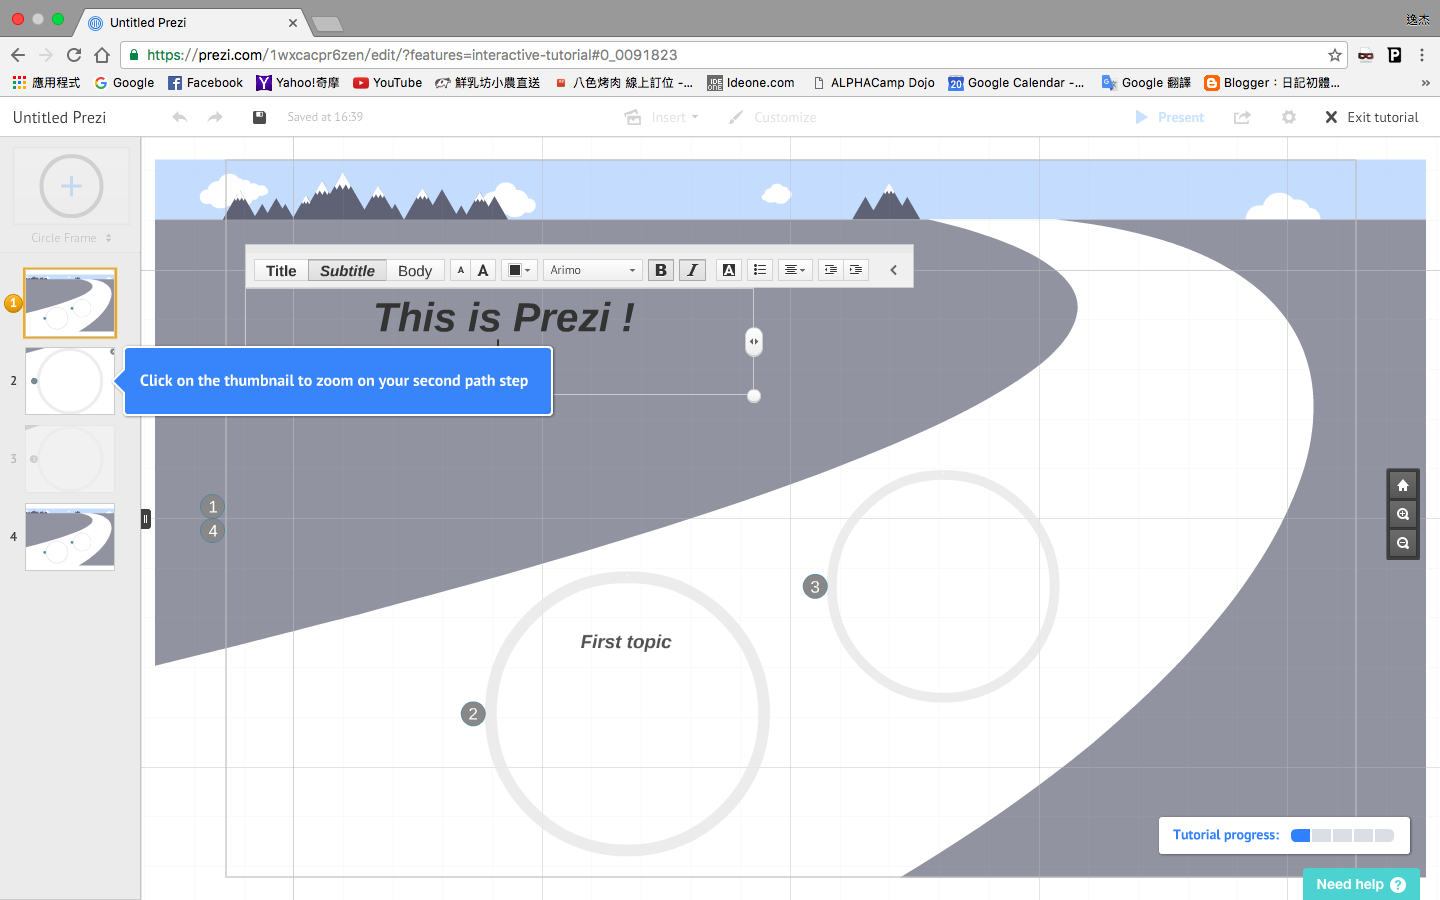 Untitled Prezi
逸杰
https://prezi.com/1wxcacpr6zen/edit/?features=interactive-tutorial#0_0091823
應用程式 Google Facebook Yahoo!奇摩 YouTube 鮮乳坊小農直送 八色烤肉 線上訂位 -... Ideone.com ALPHACamp Dojo 20 Google Calendar -... Google 翻譯 Blogger：日記初體... »
Untitled Prezi Saved at 16:39 Insert Customize Present Exit tutorial
Circle Frame
Title Subtitle Body A A Arimo B I A
This is Prezi !
1
2
Click on the thumbnail to zoom on your second path step
3
4
1
4
3
First topic
2
Tutorial progress:
Need help ?